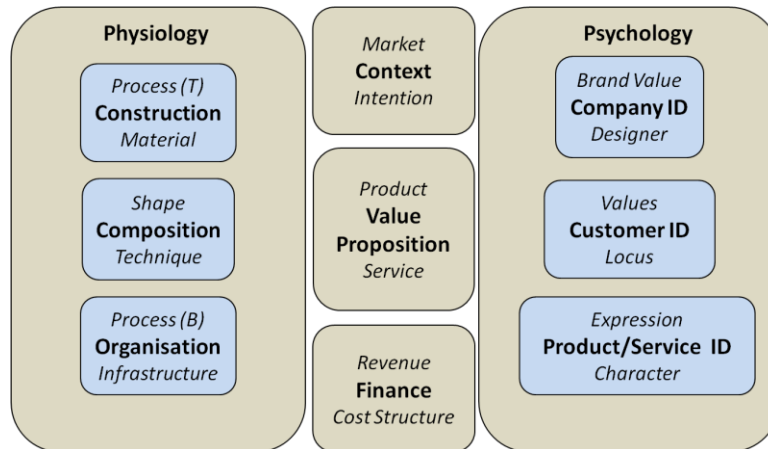 Physiology
Process (T)
Construction
Material
Shape
Composition
Technique
Process (B)
Organisation
Infrastructure
Market
Context
Intention
Product
Value
Proposition
Service
Revenue
Finance
Cost Structure
Psychology
Brand Value
Company ID
Designer
Values
Customer ID
Locus
Expression
Product/Service ID
Character